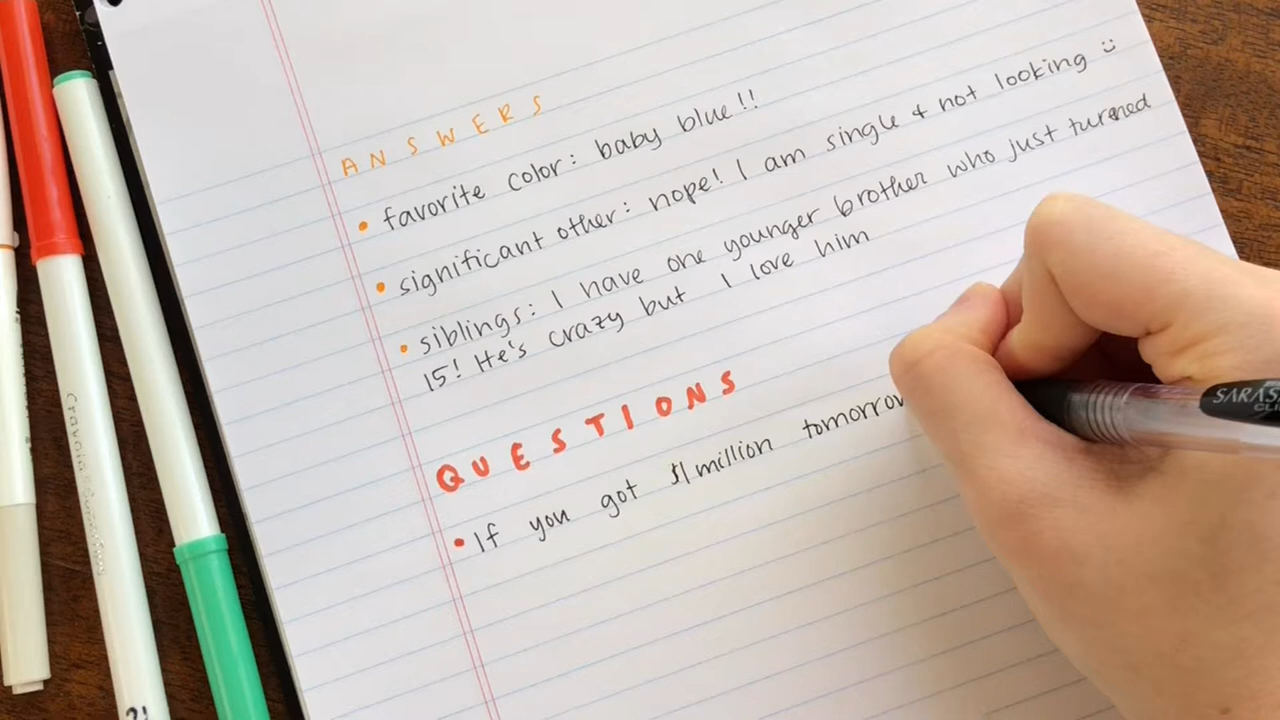 ANSWERS
• favorite color: baby blue!!
• significant other: nope! I am single & not looking :)
• siblings: I have one younger brother who just turned
15! He's crazy but I love him
QUESTIONS
• If you got $1 million tomorrow
Crayola
SARASA